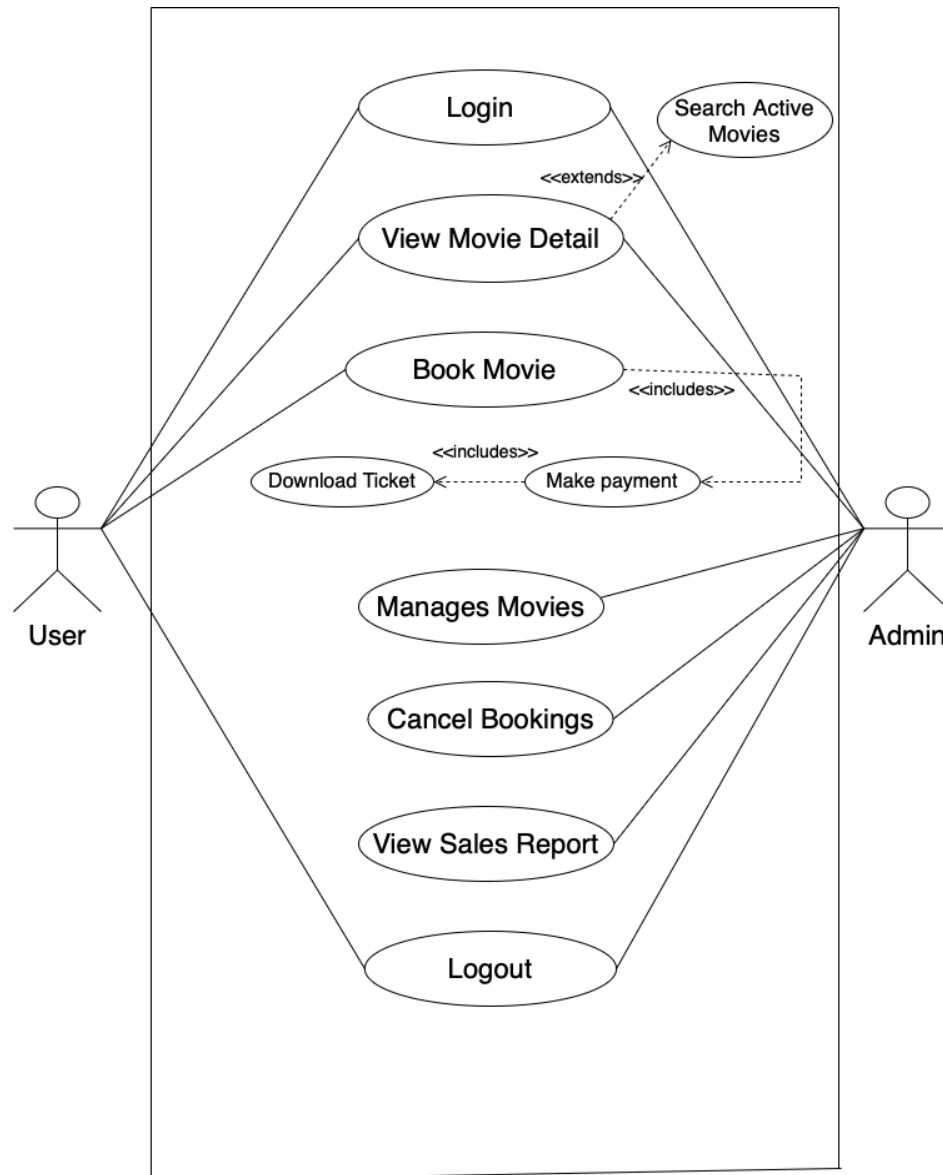 Login
Search Active
Movies
<<extends>>
View Movie Detail
Book Movie
<<includes>>
<<includes>>
Download Ticket
Make payment
Manages Movies
User
Admin
Cancel Bookings
View Sales Report
Logout